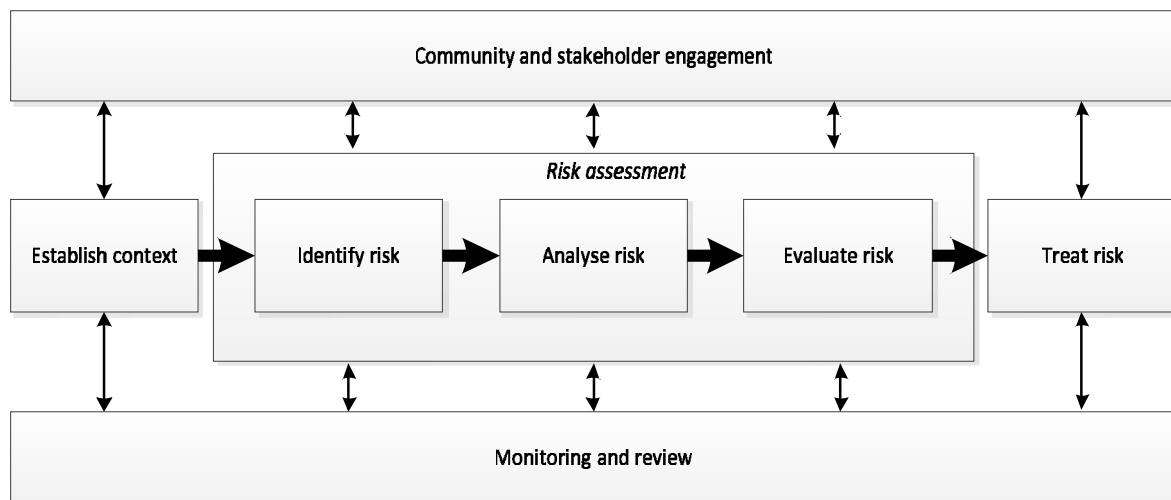 Community and stakeholder engagement
Risk assessment
Establish context
Identify risk
Analyse risk
Evaluate risk
Treat risk
Monitoring and review